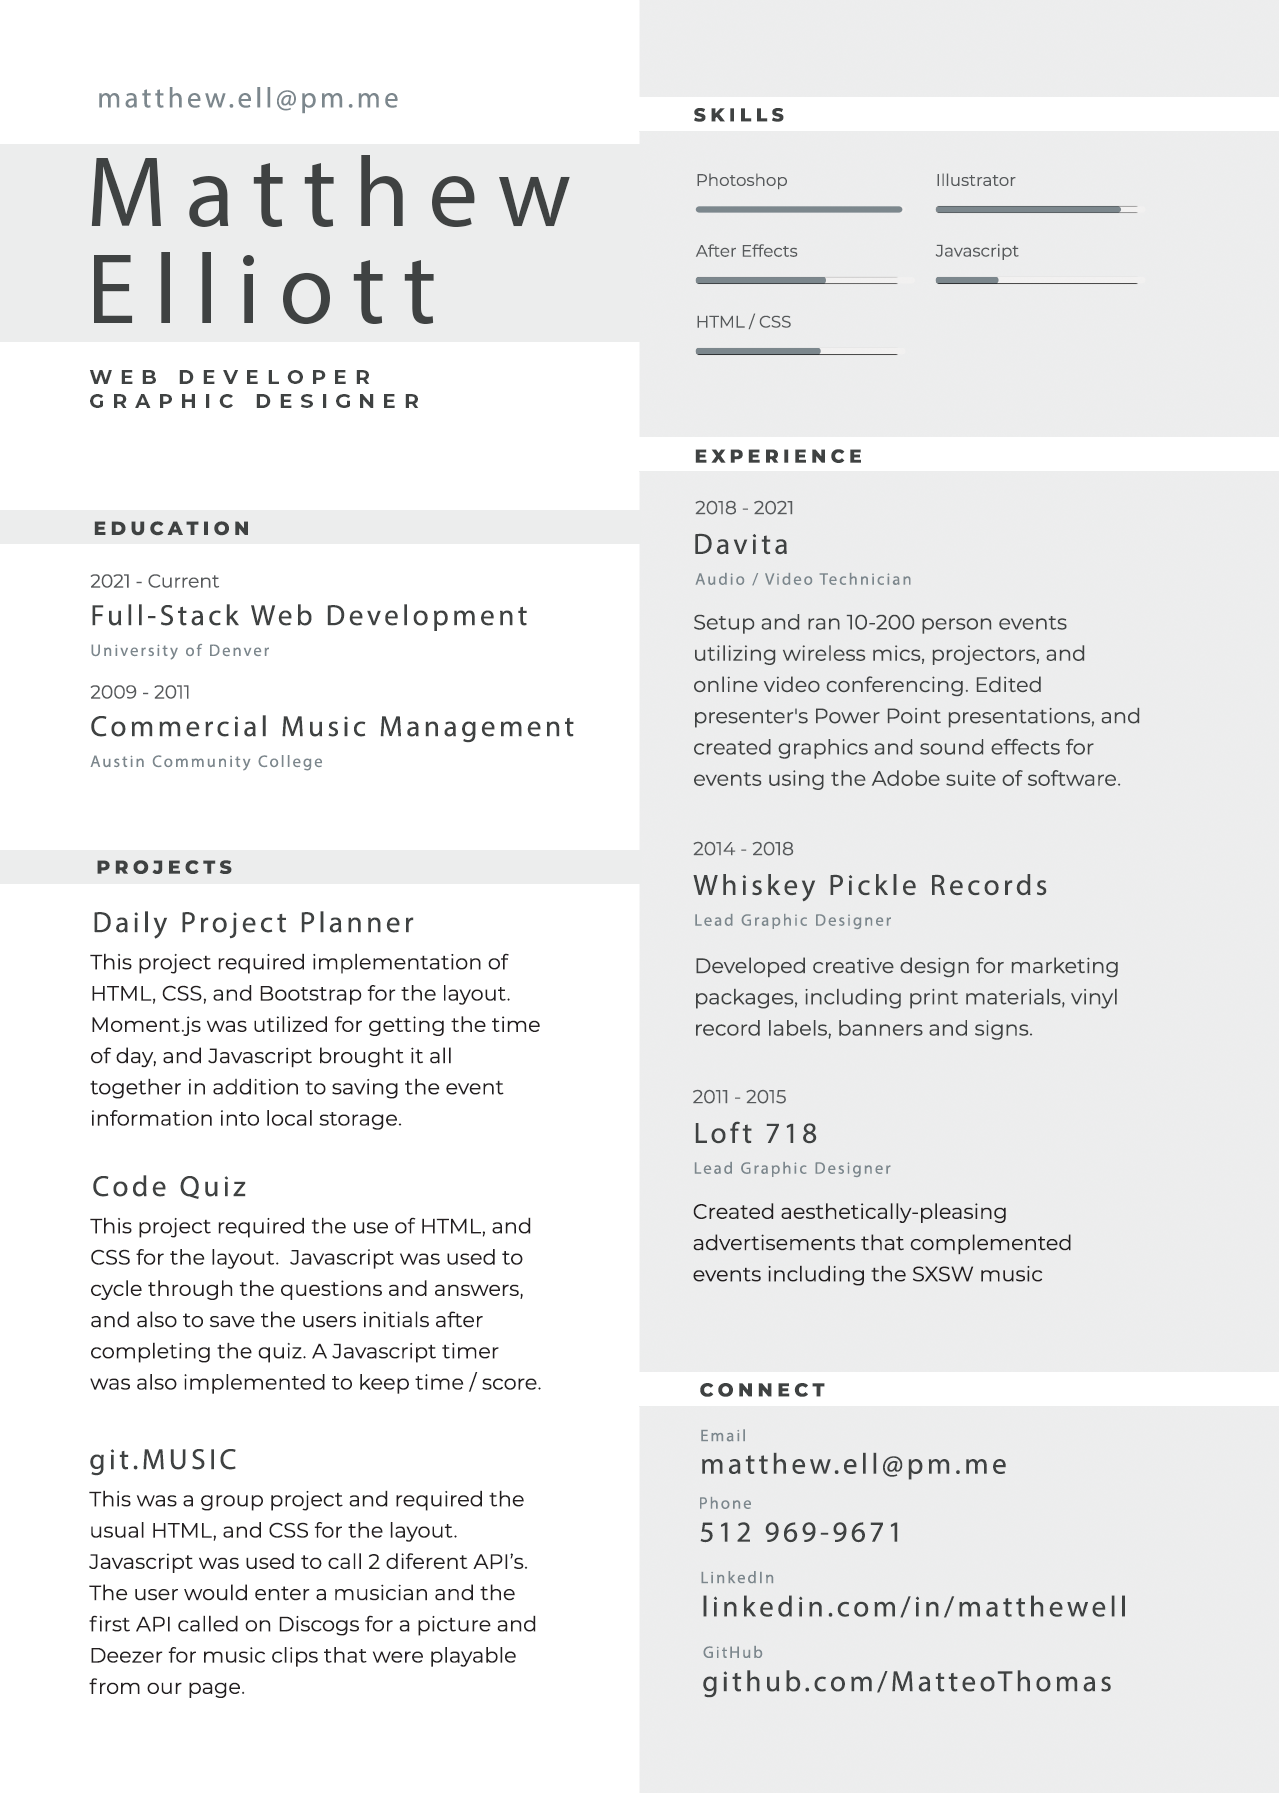 matthew.ell@pm.me
Matthew
Elliott
WEB DEVELOPER
GRAPHIC DESIGNER
EDUCATION
2021 - Current
Full-Stack Web Development
University of Denver
2009 - 2011
Commercial Music Management
Austin Community College
PROJECTS
Daily Project Planner
This project required implementation of
HTML, CSS, and Bootstrap for the layout.
Moment.js was utilized for getting the time
of day, and Javascript brought it all
together in addition to saving the event
information into local storage.
Code Quiz
This project required the use of HTML, and
CSS for the layout.  Javascript was used to
cycle through the questions and answers,
and also to save the users initials after
completing the quiz. A Javascript timer
was also implemented to keep time / score.
git.MUSIC
This was a group project and required the
usual HTML, and CSS for the layout.
Javascript was used to call 2 diferent API’s.
The user would enter a musician and the
first API called on Discogs for a picture and
Deezer for music clips that were playable
from our page.
SKILLS
Photoshop
Illustrator
After Effects
Javascript
HTML / CSS
EXPERIENCE
2018 - 2021
Davita
Audio / Video Technician
Setup and ran 10-200 person events
utilizing wireless mics, projectors, and
online video conferencing. Edited
presenter's Power Point presentations, and
created graphics and sound effects for
events using the Adobe suite of software.
2014 - 2018
Whiskey Pickle Records
Lead Graphic Designer
Developed creative design for marketing
packages, including print materials, vinyl
record labels, banners and signs.
2011 - 2015
Loft 718
Lead Graphic Designer
Created aesthetically-pleasing
advertisements that complemented
events including the SXSW music
CONNECT
Email
matthew.ell@pm.me
Phone
512 969-9671
LinkedIn
linkedin.com/in/matthewell
GitHub
github.com/MatteoThomas